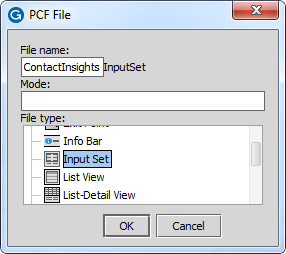 PCF File
File name:
ContactInsights InputSet
Mode:
File type:
Info Bar
Input Set
List View
List-Detail View
OK Cancel